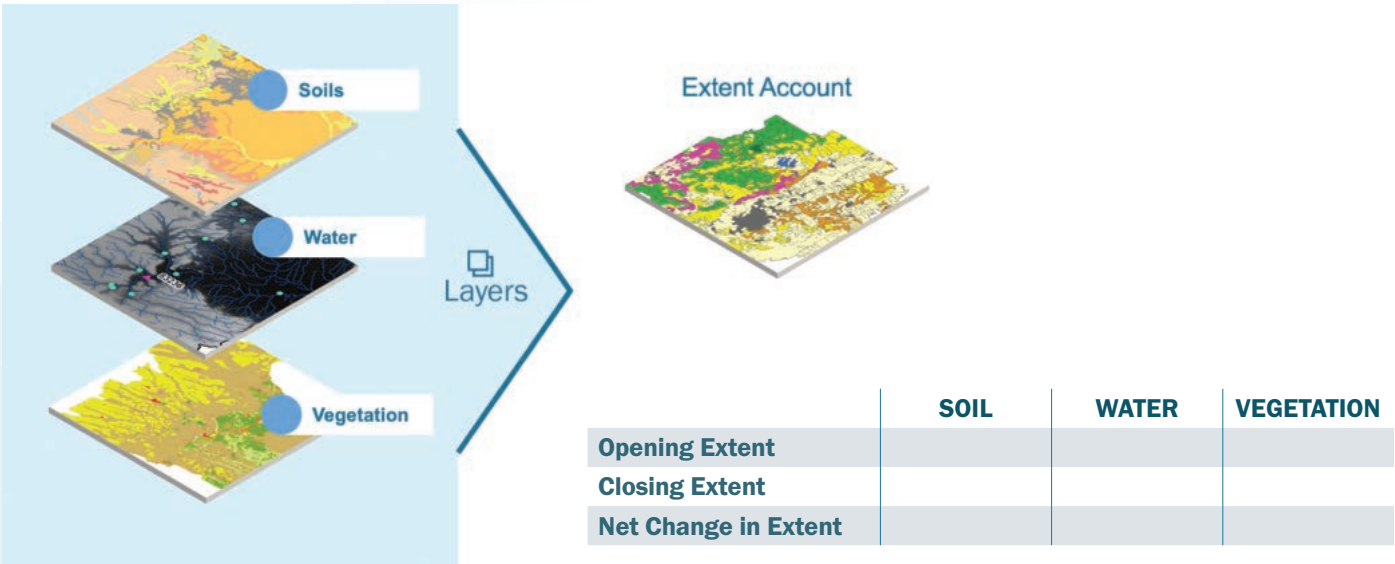 Soils
Water
Vegetation
Layers
Extent Account
SOIL WATER VEGETATION
Opening Extent
Closing Extent
Net Change in Extent